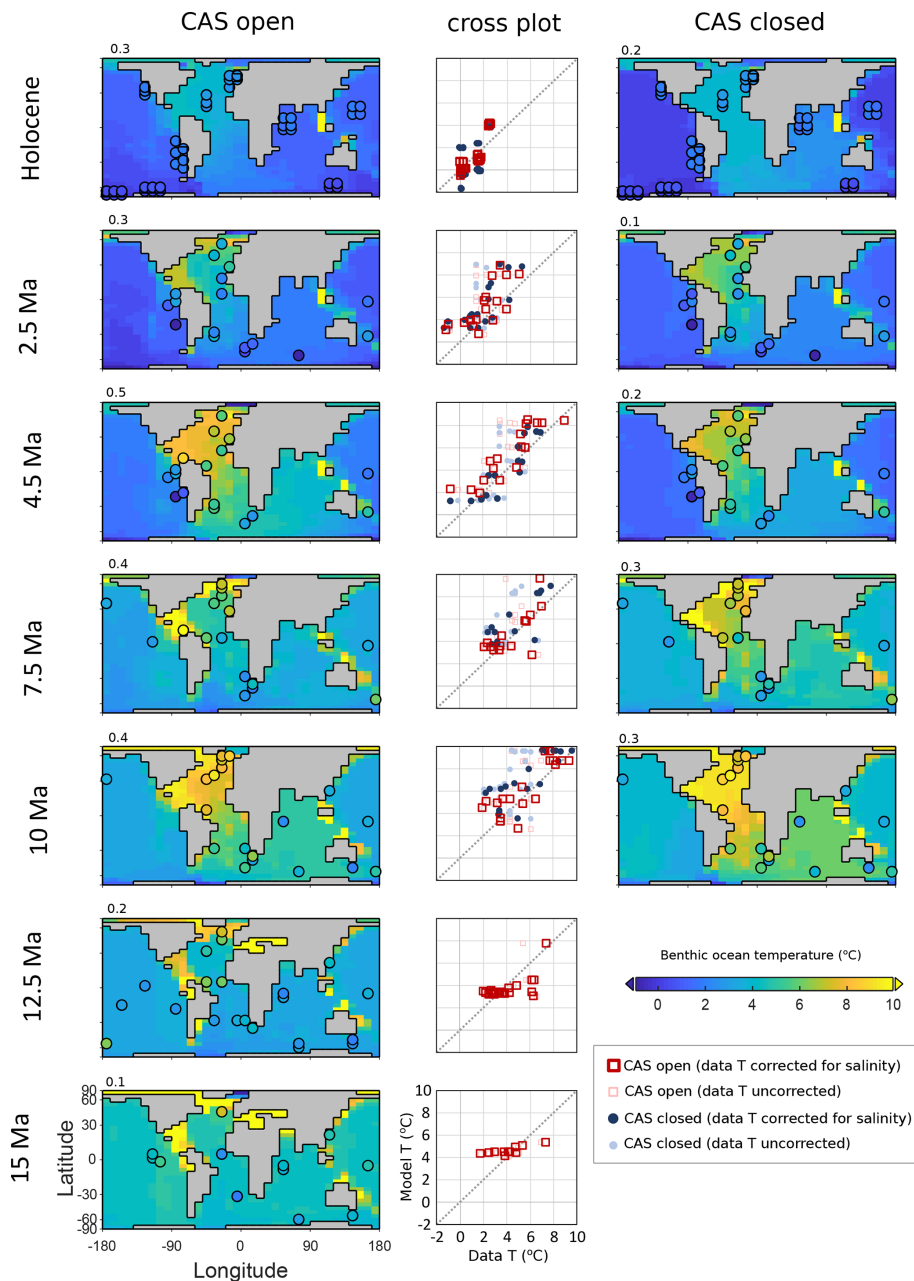 CAS open
cross plot
CAS closed
Holocene
0.3
0.2
2.5 Ma
0.3
0.1
4.5 Ma
0.5
0.2
7.5 Ma
0.4
0.3
10 Ma
0.4
0.3
12.5 Ma
0.2
Benthic ocean temperature (ºC)
0 2 4 6 8 10
CAS open (data T corrected for salinity)
CAS open (data T uncorrected)
CAS closed (data T corrected for salinity)
CAS closed (data T uncorrected)
15 Ma
0.1
Latitude
90
60
30
0
-30
-60
-90
-180 -90 0 90 180
Longitude
Model T (ºC)
10
8
6
4
2
0
-2
-2 0 2 4 6 8 10
Data T (ºC)